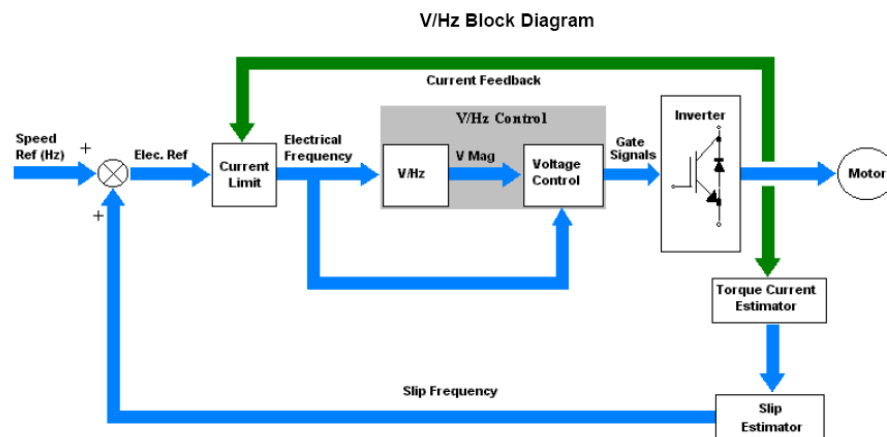 V/Hz Block Diagram
Current Feedback
Speed
Ref (Hz)
+
Elec. Ref
+
Current
Limit
Electrical
Frequency
V/Hz Control
V/Hz
V Mag
Voltage
Control
Gate
Signals
Inverter
Motor
Torque Current
Estimator
Slip Frequency
Slip
Estimator